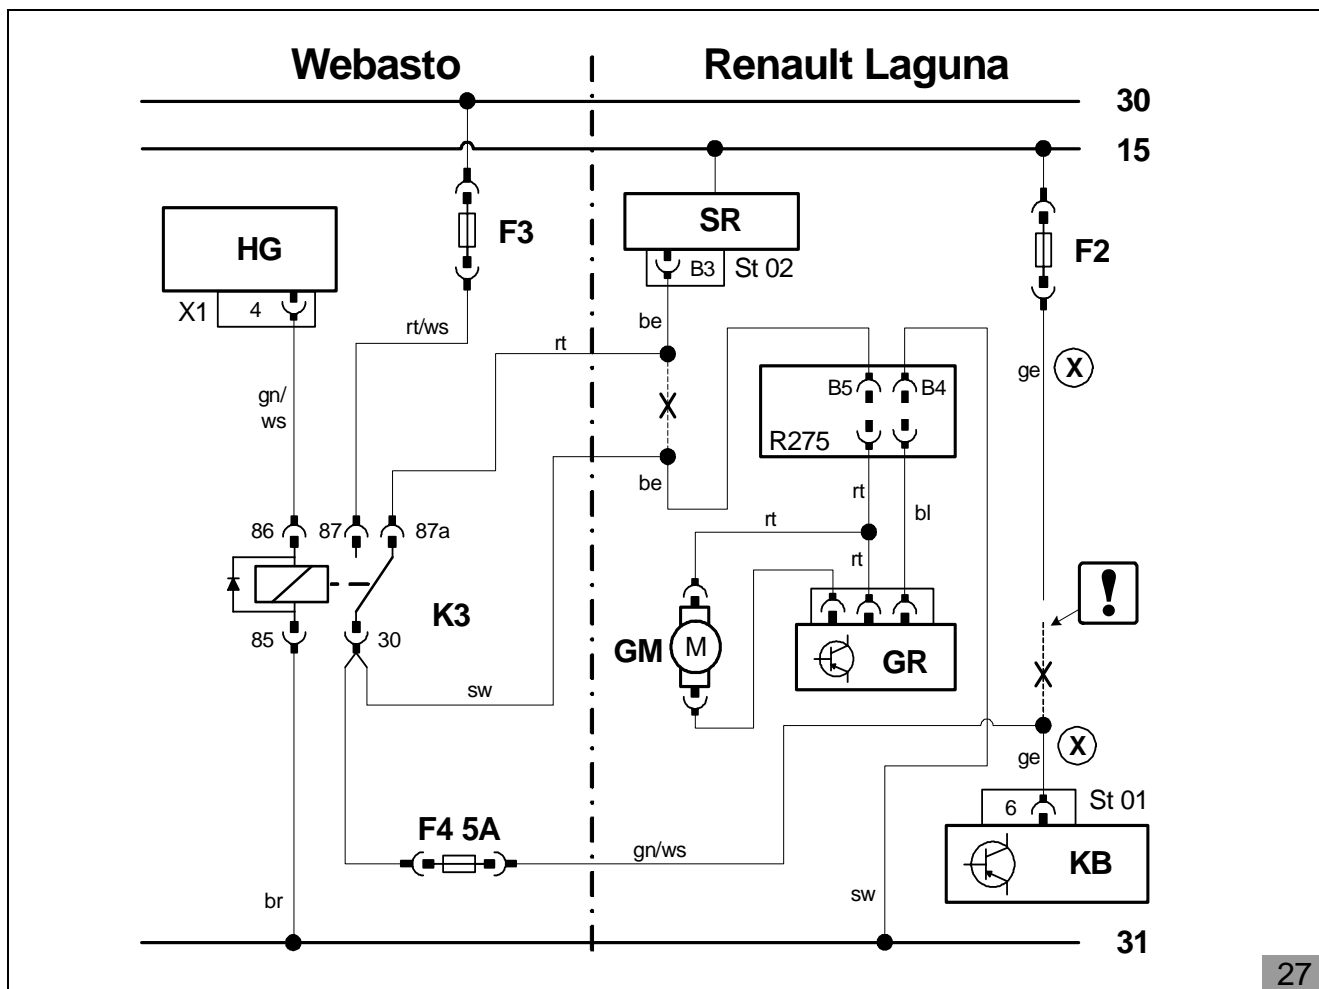 Webasto Renault Laguna
30
15
SR
HG
F3
F2
B3 St 02
X1 4
be
rt/ws
rt
ge X
B5 B4
gn/
ws
R275
be
rt
bl
rt
86 87 87a
rt
!
K3
85 30
GM M GR
sw
X
ge
St 01
6
F4 5A
gn/ws
KB
br
sw
31
27